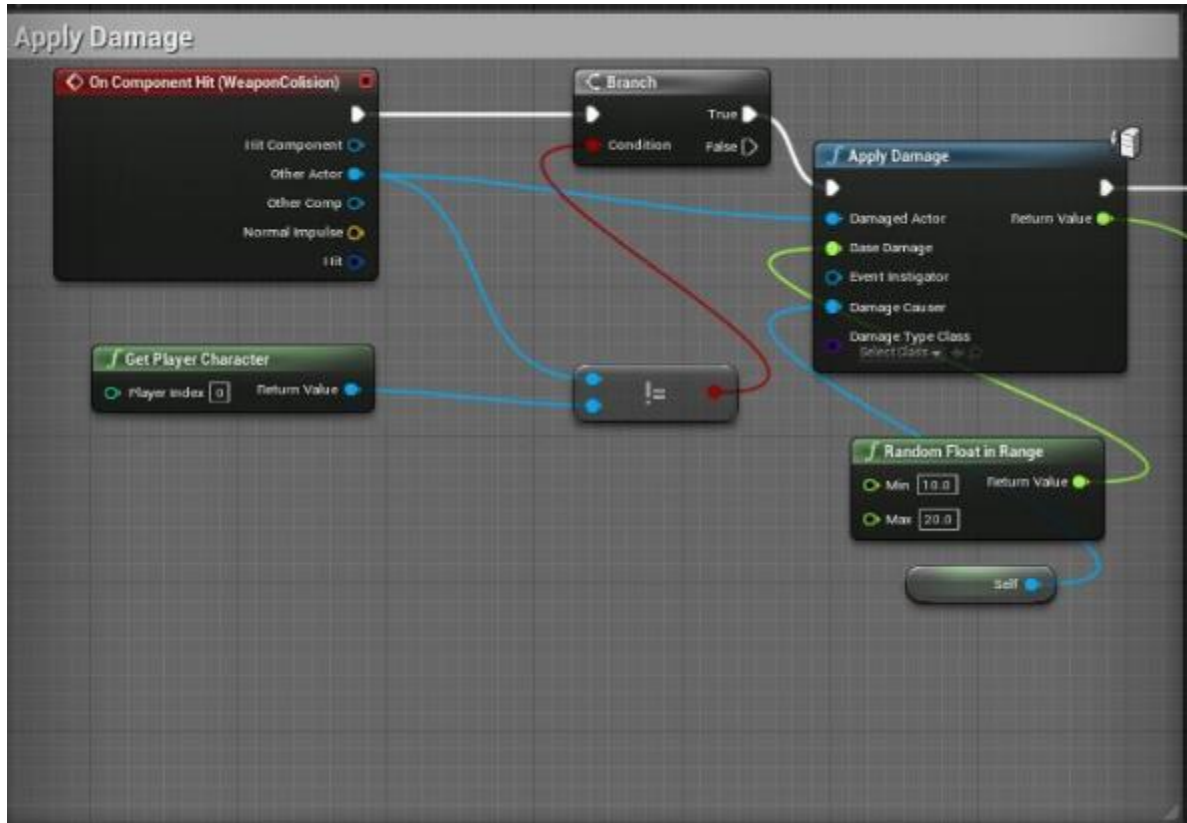 Apply Damage
On Component Hit (WeaponColision)
Hit Component
Other Actor
Other Comp
Normal Impulse
Hit
Branch
True
Condition
False
Apply Damage
Damaged Actor
Return Value
Base Damage
Event Instigator
Damage Causer
Damage Type Class
Select Class
Get Player Character
Player Index 0
Return Value
!=
Random Float in Range
Min 10.0
Return Value
Max 20.0
Self